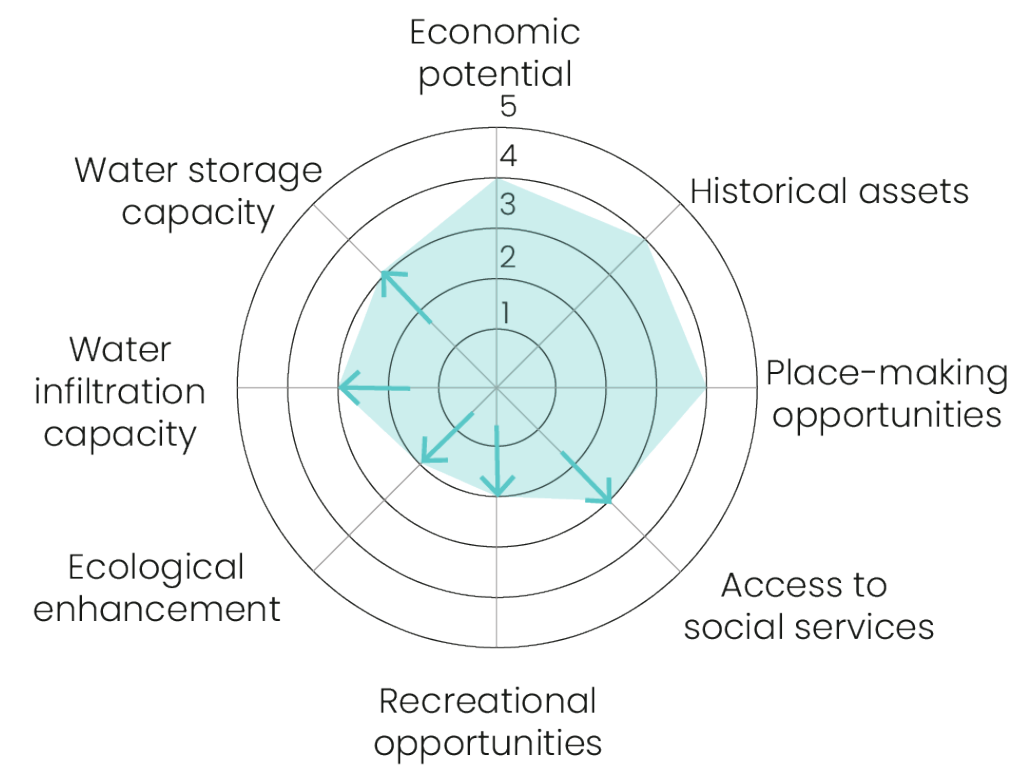 Economic
potential
5
4
3
2
1
Historical assets
Place-making
opportunities
Access to
social services
Recreational
opportunities
Ecological
enhancement
Water
infiltration
capacity
Water storage
capacity